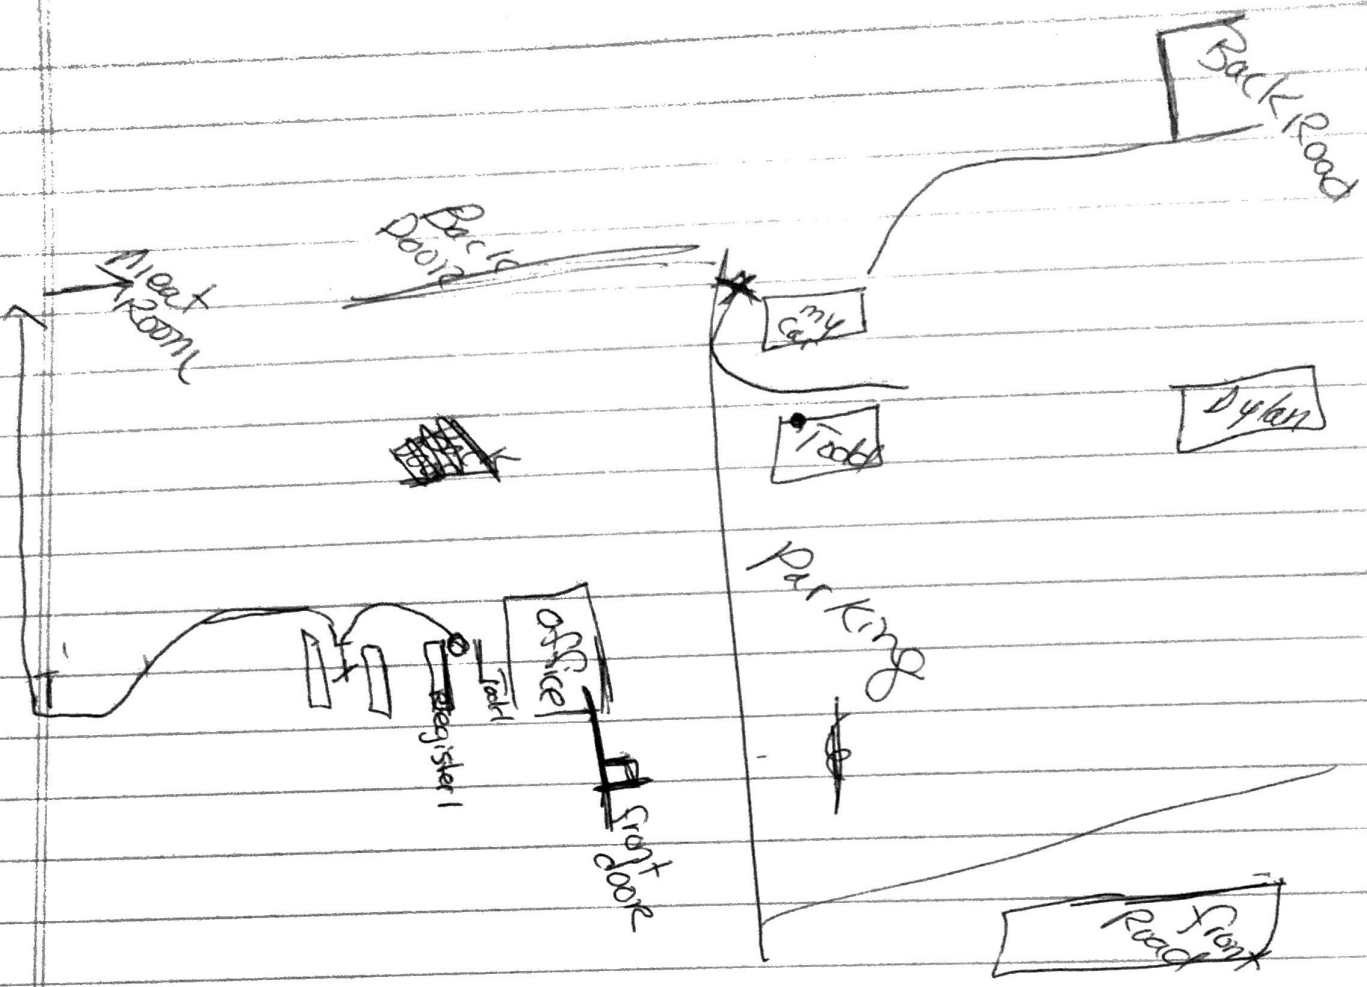 Back Road
Back
Door
Meat
Room
my
car
Dylan
Todd
Parking
office
Todd
Register 1
front
door
front
Road